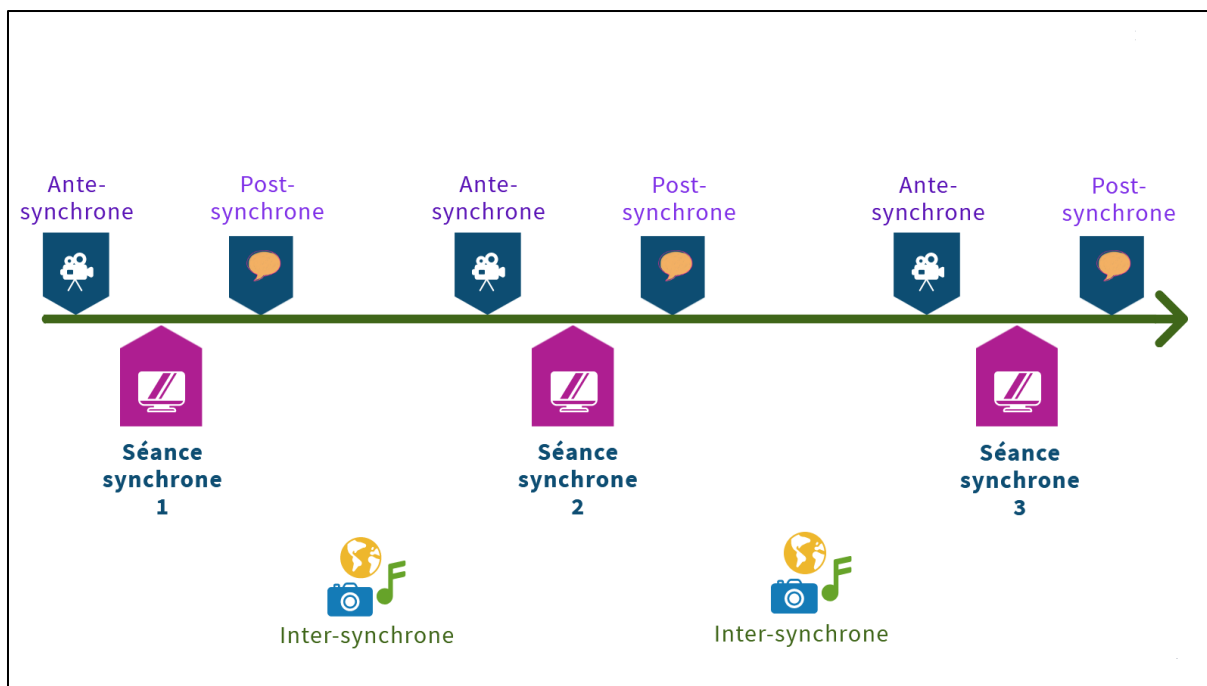 Ante-
synchrone
Post-
synchrone
Ante-
synchrone
Post-
synchrone
Ante-
synchrone
Post-
synchrone
Séance
synchrone
1
Séance
synchrone
2
Séance
synchrone
3
Inter-synchrone
Inter-synchrone